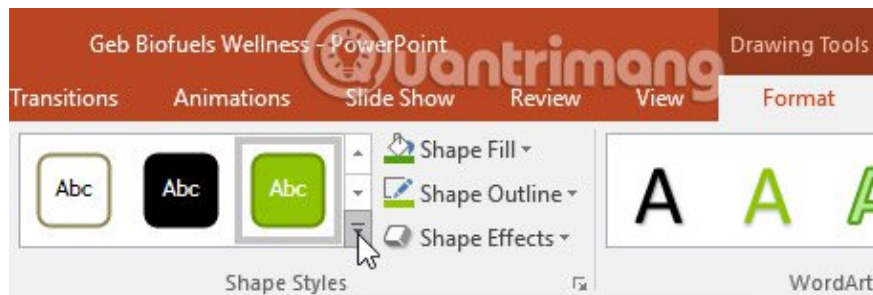 Geb Biofuels Wellness - PowerPoint
Quantrimang
Drawing Tools
Transitions Animations Slide Show Review View Format
Abc Abc Abc
Shape Fill
Shape Outline
Shape Effects
A A A
Shape Styles
WordArt